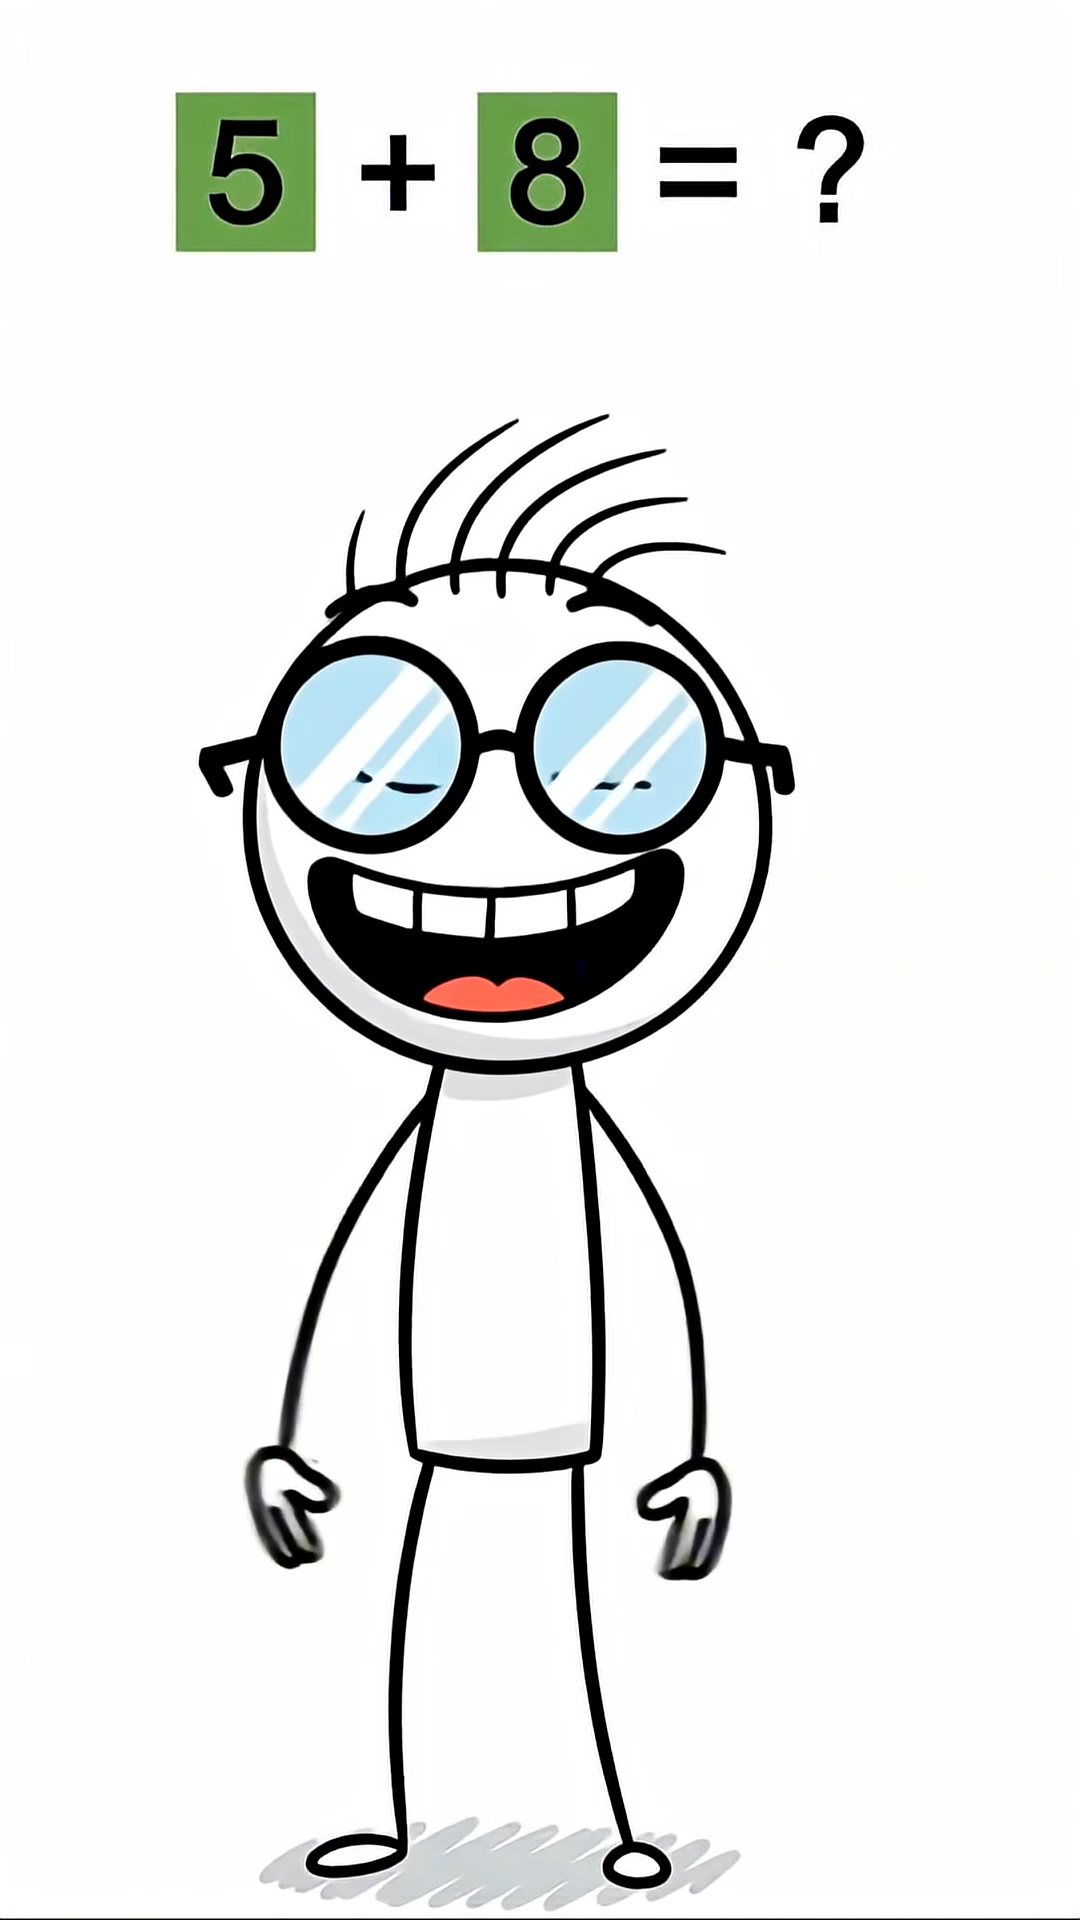 5 + 8 = ?